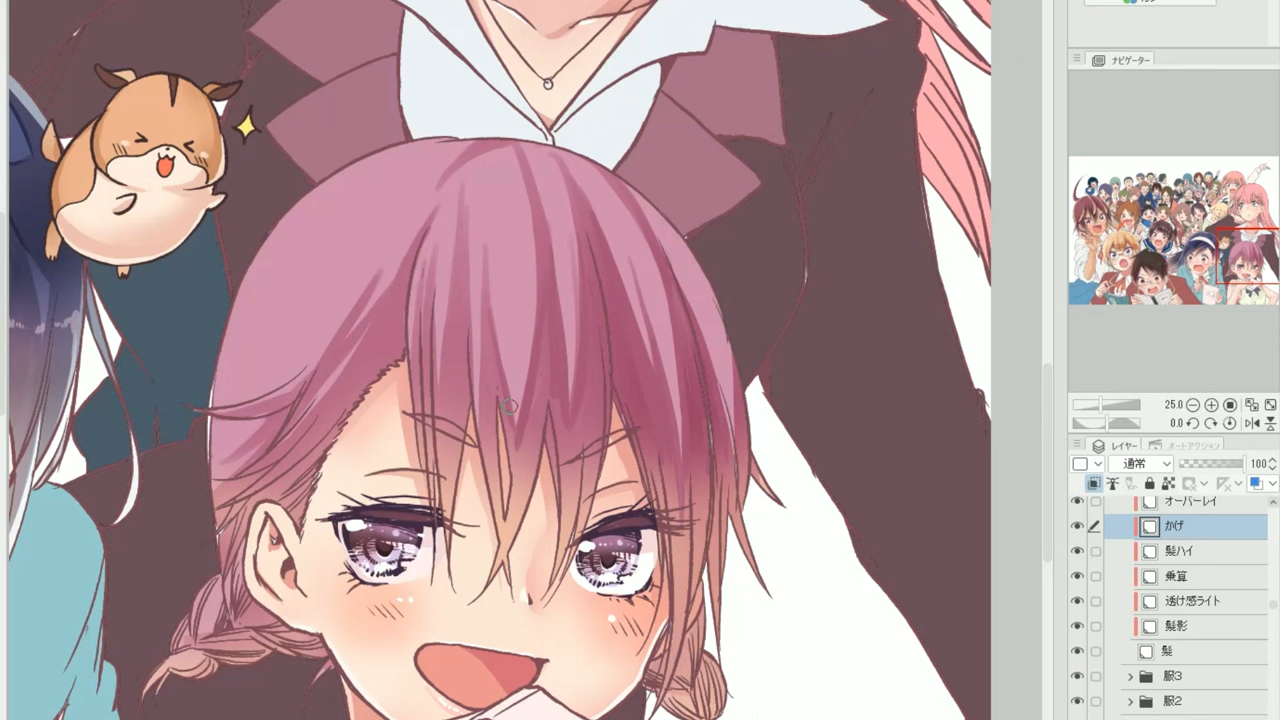 ナビゲーター
25.0
0.0
レイヤー
オートアクション
通常
100
オーバーレイ
かげ
髪ハイ
乗算
透け感ライト
髪影
髪
服3
服2